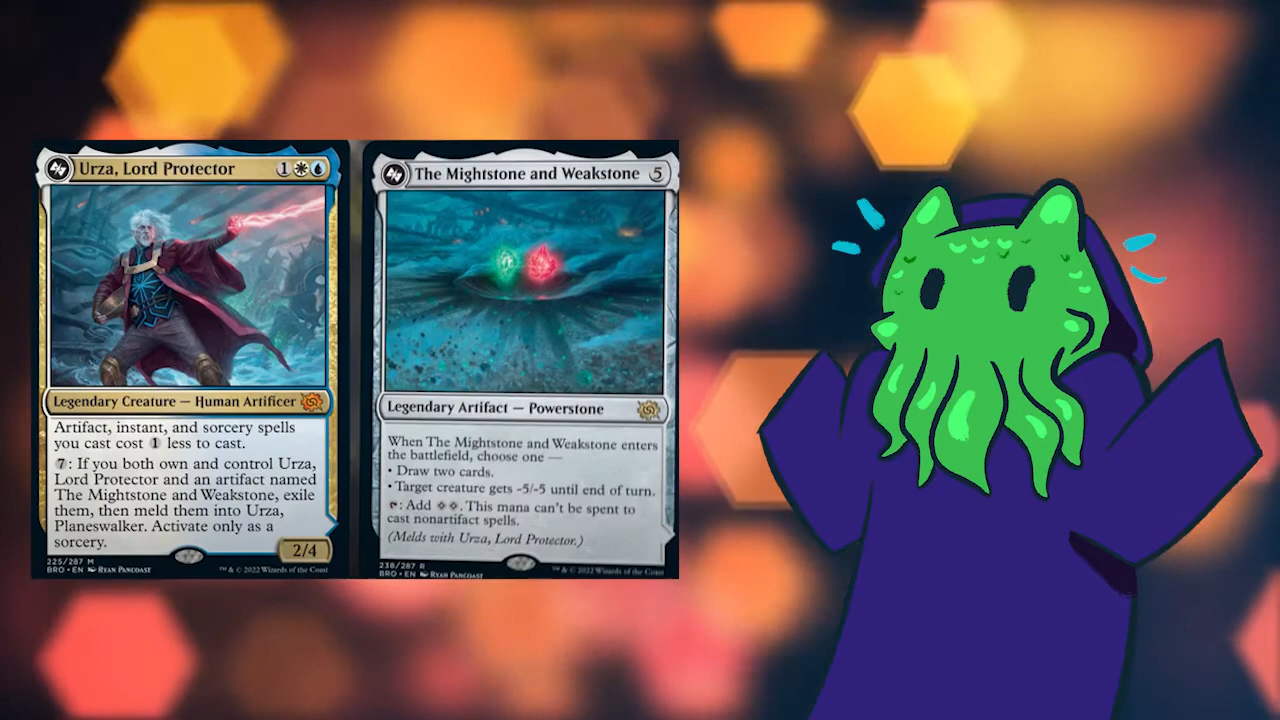 Urza, Lord Protector 1
Legendary Creature — Human Artificer
Artifact, instant, and sorcery spells
you cast cost 1 less to cast.
7: If you both own and control Urza,
Lord Protector and an artifact named
The Mightstone and Weakstone, exile
them, then meld them into Urza,
Planeswalker. Activate only as a
sorcery.
2/4
225/287 M
BRO • EN RYAN PANCOAST
™ & © 2022 Wizards of the Coast
The Mightstone and Weakstone 5
Legendary Artifact — Powerstone
When The Mightstone and Weakstone enters
the battlefield, choose one —
• Draw two cards.
• Target creature gets -5/-5 until end of turn.
: Add . This mana can't be spent to
cast nonartifact spells.
(Melds with Urza, Lord Protector.)
238/287 R
BRO • EN RYAN PANCOAST
™ & © 2022 Wizards of the Coast